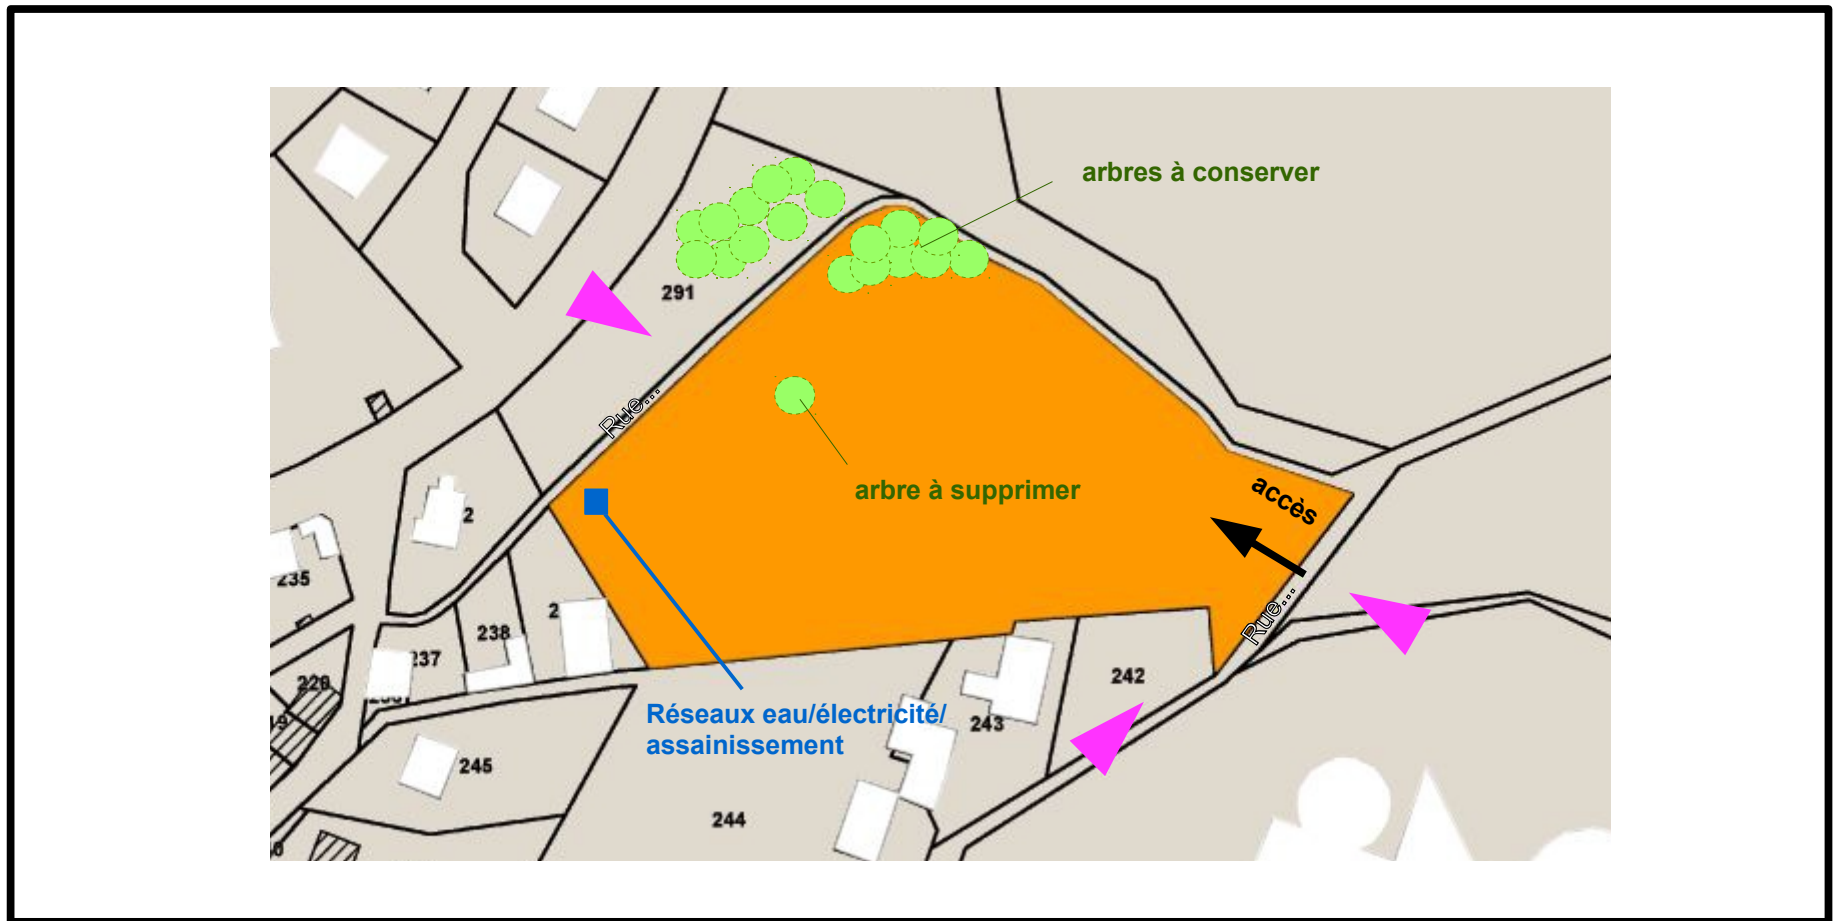 arbres à conserver
291
Rue...
arbre à supprimer
accès
2
235
Rue...
2
238
237
242
228
Réseaux eau/électricité/
assainissement
243
245
244